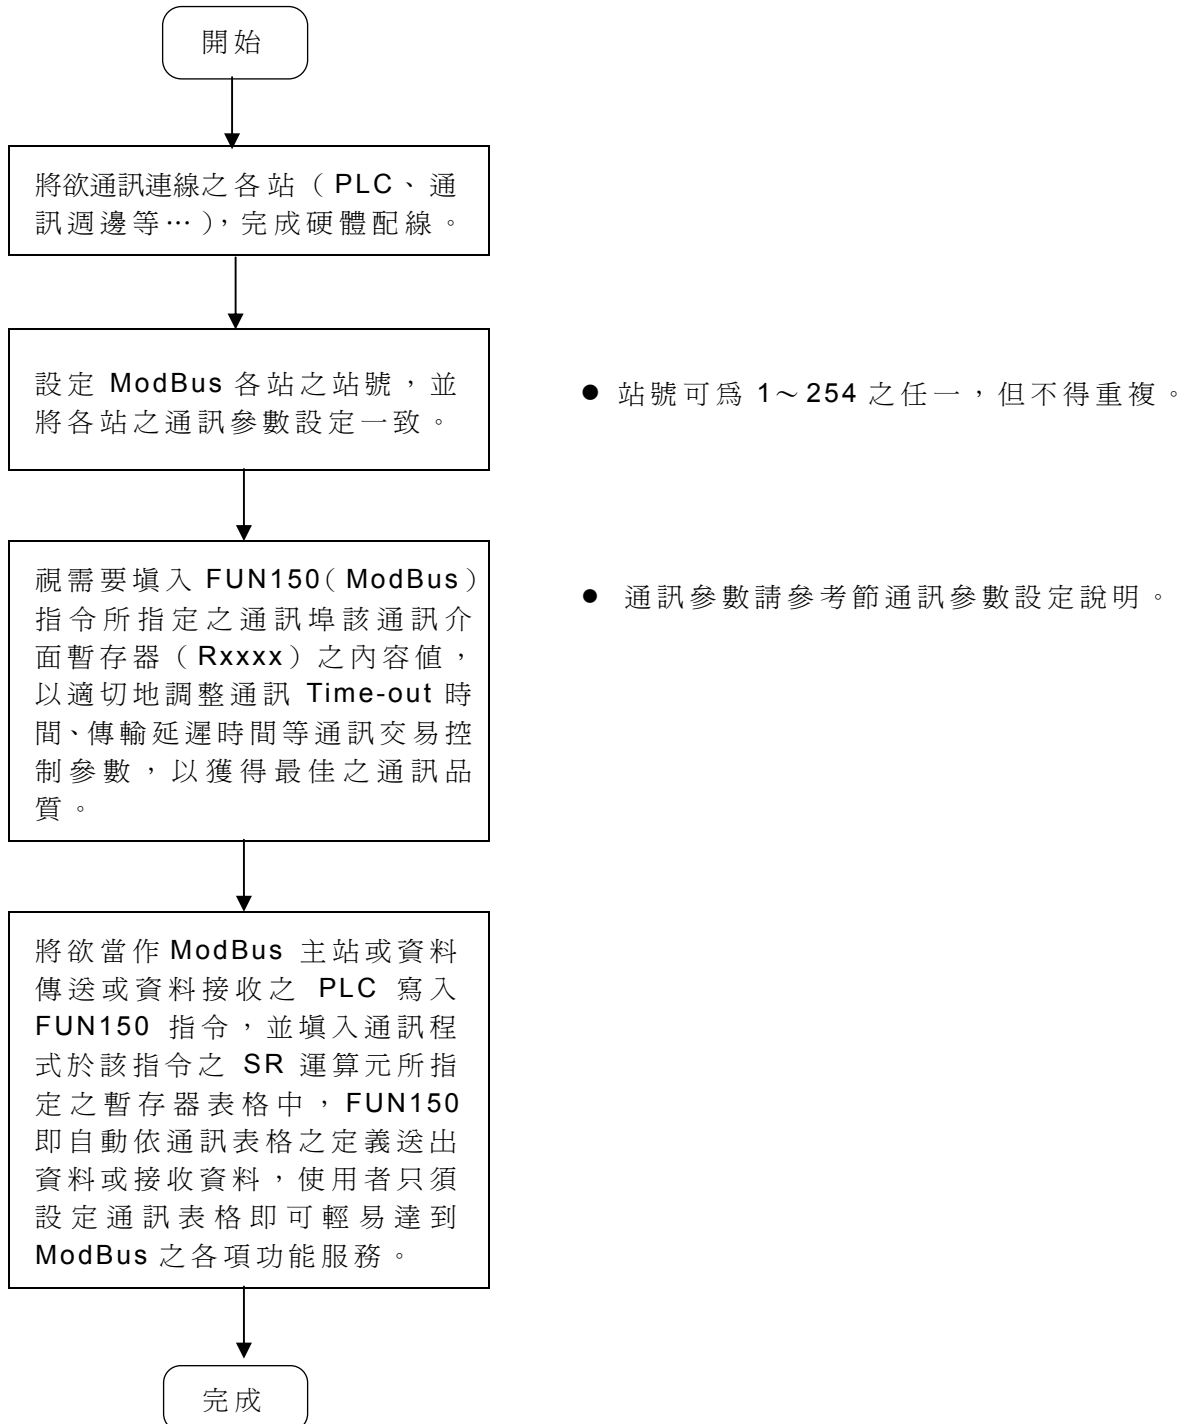 開始
將欲通訊連線之各站（PLC、通
訊週邊等…），完成硬體配線。
設定 ModBus 各站之站號，並
將各站之通訊參數設定一致。
● 站號可爲 1～254 之任一，但不得重複。
視需要塡入 FUN150（ModBus）
指令所指定之通訊埠該通訊介
面暫存器（Rxxxx）之內容値，
以適切地調整通訊 Time-out 時
間、傳輸延遲時間等通訊交易控
制參數，以獲得最佳之通訊品
質。
● 通訊參數請參考節通訊參數設定說明。
將欲當作 ModBus 主站或資料
傳送或資料接收之 PLC 寫入
FUN150 指令，並塡入通訊程
式於該指令之 SR 運算元所指
定之暫存器表格中，FUN150
即自動依通訊表格之定義送出
資料或接收資料，使用者只須
設定通訊表格即可輕易達到
ModBus 之各項功能服務。
完成